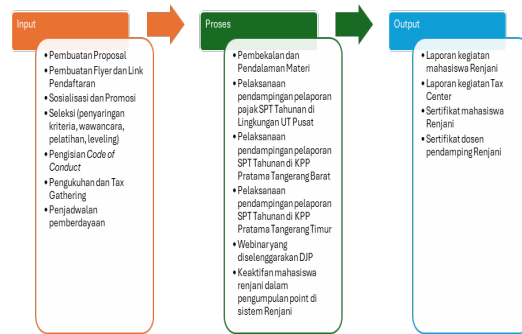 Input
• Pembuatan Proposal
• Pembuatan Flyer dan Link
Pendaftaran
• Sosialisasi dan Promosi
• Seleksi (penyaringan
kriteria, wawancara,
pelatihan, leveling)
• Pengisian Code of
Conduct
• Pengukuhan dan Tax
Gathering
• Penjadwalan
pemberdayaan
Proses
• Pembekalan dan
Pendalaman Materi
• Pelaksanaan
pendampingan pelaporan
pajak SPT Tahunan di
Lingkungan UT Pusat
• Pelaksanaan
pendampingan pelaporan
SPT Tahunan di KPP
Pratama Tangerang Barat
• Pelaksanaan
pendampingan pelaporan
SPT Tahunan di KPP
Pratama Tangerang Timur
• Webinar yang
diselenggarakan DJP
• Keaktifan mahasiswa
renjani dalam
pengumpulan point di
sistem Renjani
Output
• Laporan kegiatan
mahasiswa Renjani
• Laporan kegiatan Tax
Center
• Sertifikat mahasiswa
Renjani
• Sertifikat dosen
pendamping Renjani